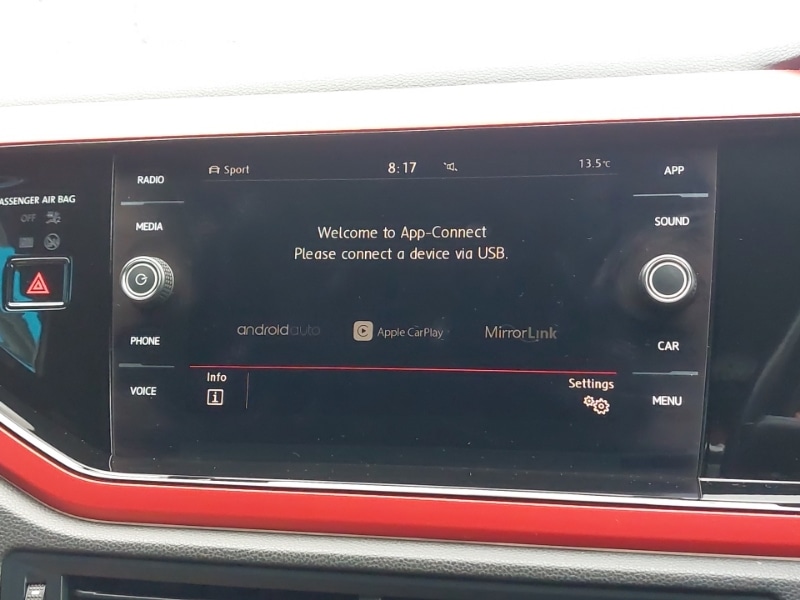 RADIO
MEDIA
PHONE
VOICE
ASSENGER AIR BAG
OFF
Sport 8:17 13.5°C
Welcome to App-Connect
Please connect a device via USB.
androidauto Apple CarPlay MirrorLink
Info Settings
i
APP
SOUND
CAR
MENU